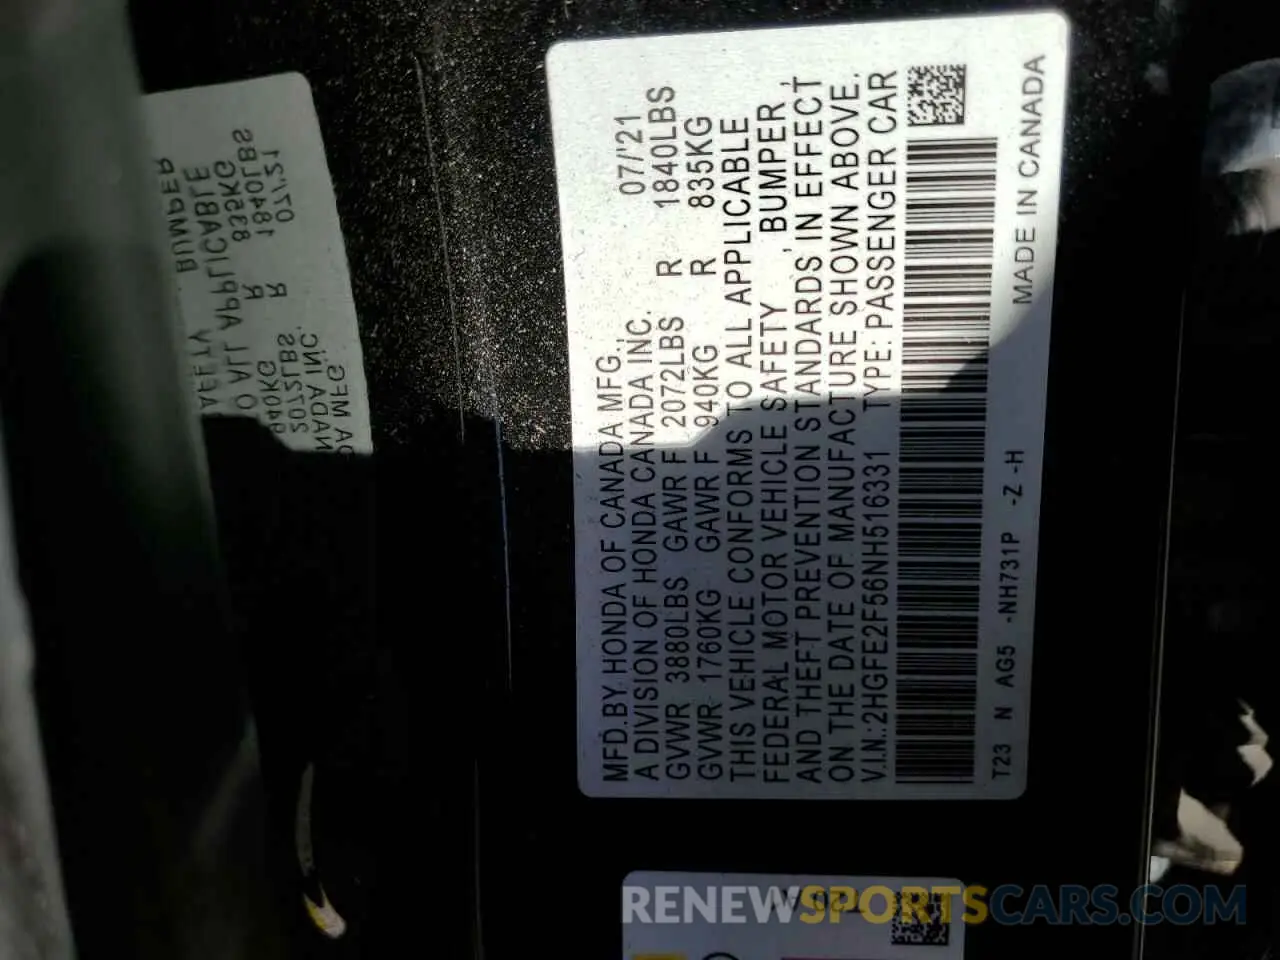 MFD.BY HONDA OF CANADA MFG., 07/21
A DIVISION OF HONDA CANADA INC.
GVWR 3880LBS GAWR F 2072LBS R 1840LBS
GVWR 1760KG GAWR F 940KG R 835KG
THIS VEHICLE CONFORMS TO ALL APPLICABLE
FEDERAL MOTOR VEHICLE SAFETY , BUMPER ,
AND THEFT PREVENTION STANDARDS IN EFFECT
ON THE DATE OF MANUFACTURE SHOWN ABOVE.
V.I.N.:2HGFE2F56NH516331 TYPE:PASSENGER CAR
T23 N AG5 -NH731P -Z -H MADE IN CANADA
RENEWSPORTSCARS.COM